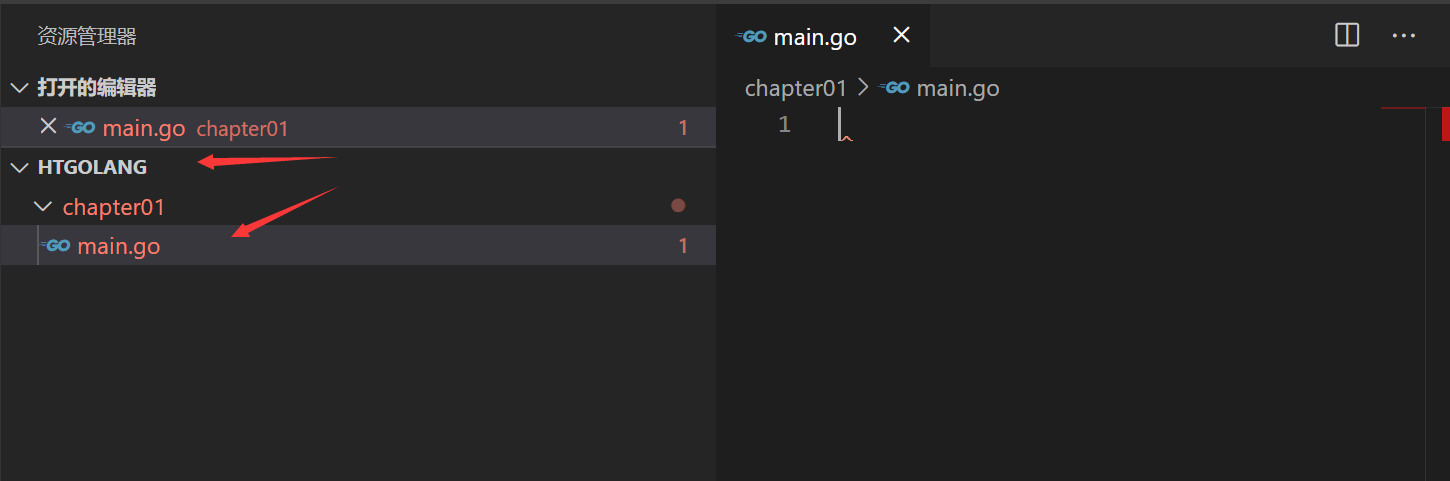 资源管理器
打开的编辑器
GO main.go chapter01 1
HTGOLANG
chapter01
GO main.go 1
GO main.go
chapter01 > GO main.go
1